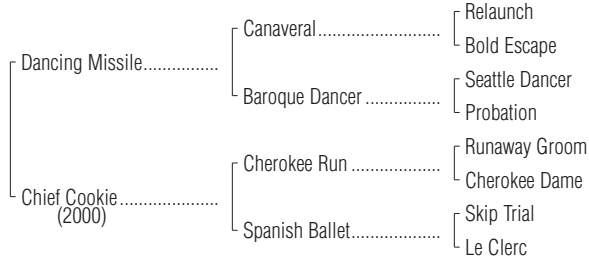 Relaunch
Canaveral..........................
Bold Escape
Dancing Missile................
Seattle Dancer
Baroque Dancer ................
Probation
Runaway Groom
Cherokee Run ...................
Cherokee Dame
Chief Cookie.....................
(2000)
Skip Trial
Spanish Ballet...................
Le Clerc